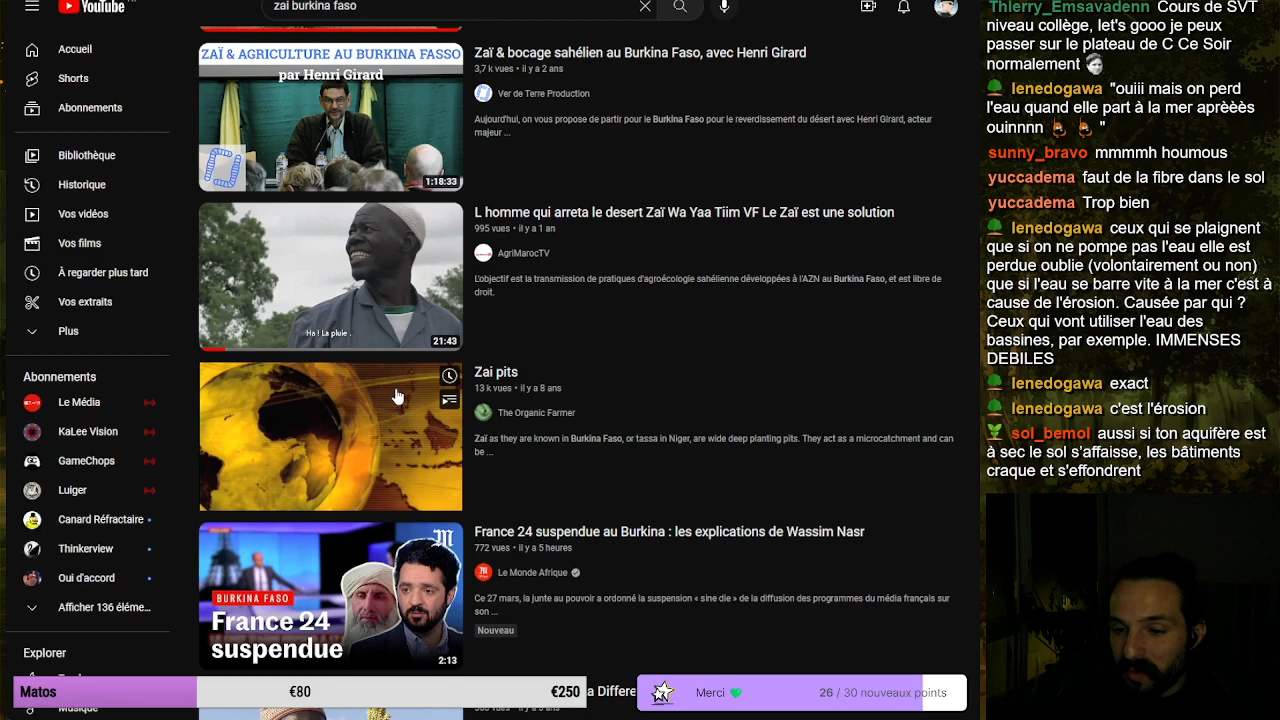 YouTube
zai burkina faso
Accueil
Shorts
Abonnements
Bibliothèque
Historique
Vos vidéos
Vos films
À regarder plus tard
Vos extraits
Plus
Abonnements
Le Média
KaLee Vision
GameChops
Luiger
Canard Réfractaire
Thinkerview
Oui d'accord
Afficher 136 éléme...
Explorer
Musique
ZAÏ & AGRICULTURE AU BURKINA FASSO
par Henri Girard
1:18:33
Zaï & bocage sahélien au Burkina Faso, avec Henri Girard
3,7 k vues • il y a 2 ans
Ver de Terre Production
Aujourd'hui, on vous propose de partir pour le Burkina Faso pour le reverdissement du désert avec Henri Girard, acteur
majeur ...
Ha ! La pluie .
21:43
L homme qui arreta le desert Zaï Wa Yaa Tiim VF Le Zaï est une solution
995 vues • il y a 1 an
AgriMarocTV
L'objectif est la transmission de pratiques d'agroécologie sahélienne développées à l'AZN au Burkina Faso, et est libre de
droit.
Zai pits
13 k vues • il y a 8 ans
The Organic Farmer
Zaï as they are known in Burkina Faso, or tassa in Niger, are wide deep planting pits. They act as a microcatchment and can
be ...
BURKINA FASO
France 24
suspendue
2:13
France 24 suspendue au Burkina : les explications de Wassim Nasr
772 vues • il y a 5 heures
Le Monde Afrique
Ce 27 mars, la junte au pouvoir a ordonné la suspension « sine die » de la diffusion des programmes du média français sur
son ...
Nouveau
Matos
€80
€250
a Differe
Merci
26 / 30 nouveaux points
Thierry_Emsavadenn Cours de SVT
niveau collège, let's gooo je peux
passer sur le plateau de C Ce Soir
normalement
lenedogawa "ouiii mais on perd
l'eau quand elle part à la mer aprèèès
ouinnnn "
sunny_bravo mmmmh houmous
yuccadema faut de la fibre dans le sol
yuccadema Trop bien
lenedogawa ceux qui se plaignent
que si on ne pompe pas l'eau elle est
perdue oublie (volontairement ou non)
que si l'eau se barre vite à la mer c'est à
cause de l'érosion. Causée par qui ?
Ceux qui vont utiliser l'eau des
bassines, par exemple. IMMENSES
DEBILES
lenedogawa exact
lenedogawa c'est l'érosion
sol_bemol aussi si ton aquifère est
à sec le sol s'affaisse, les bâtiments
craque et s'effondrent